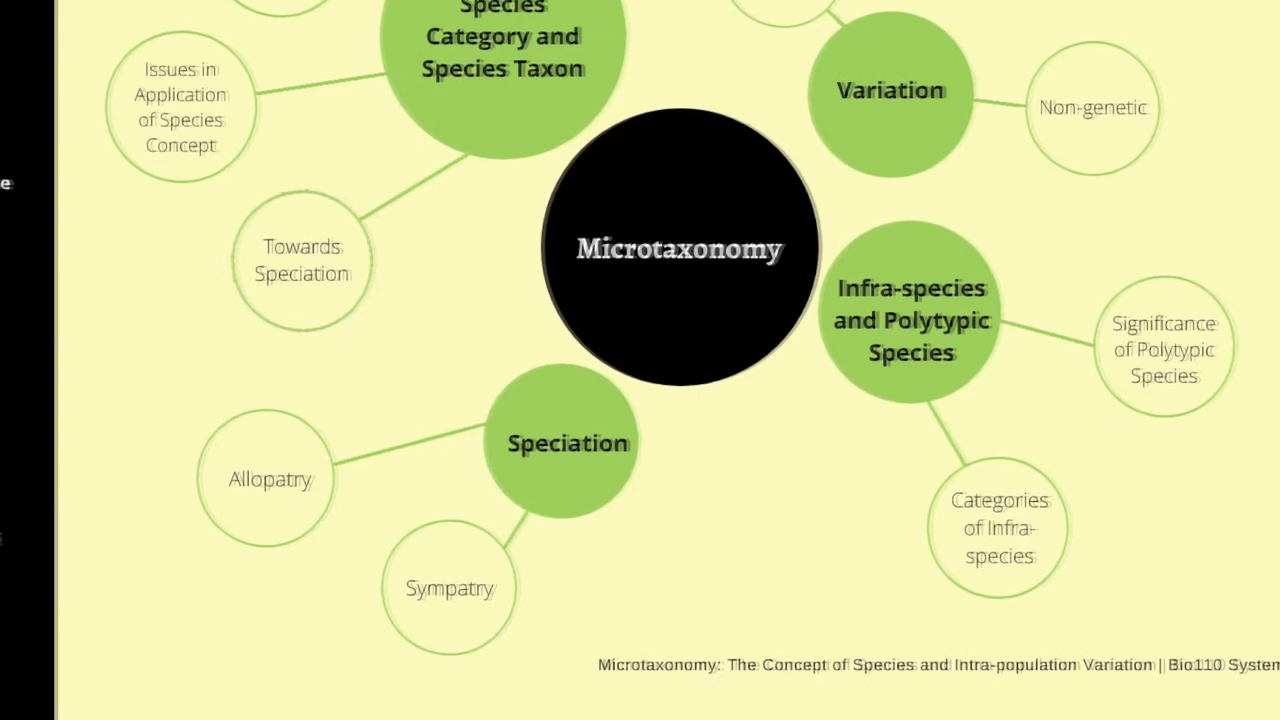 Species
Category and
Species Taxon
Issues in
Application
of Species
Concept
Towards
Speciation
Variation
Non-genetic
Microtaxonomy
Infra-species
and Polytypic
Species
Significance
of Polytypic
Species
Categories
of Infra-
species
Speciation
Allopatry
Sympatry
Microtaxonomy: The Concept of Species and Intra-population Variation | Bio110 System
e